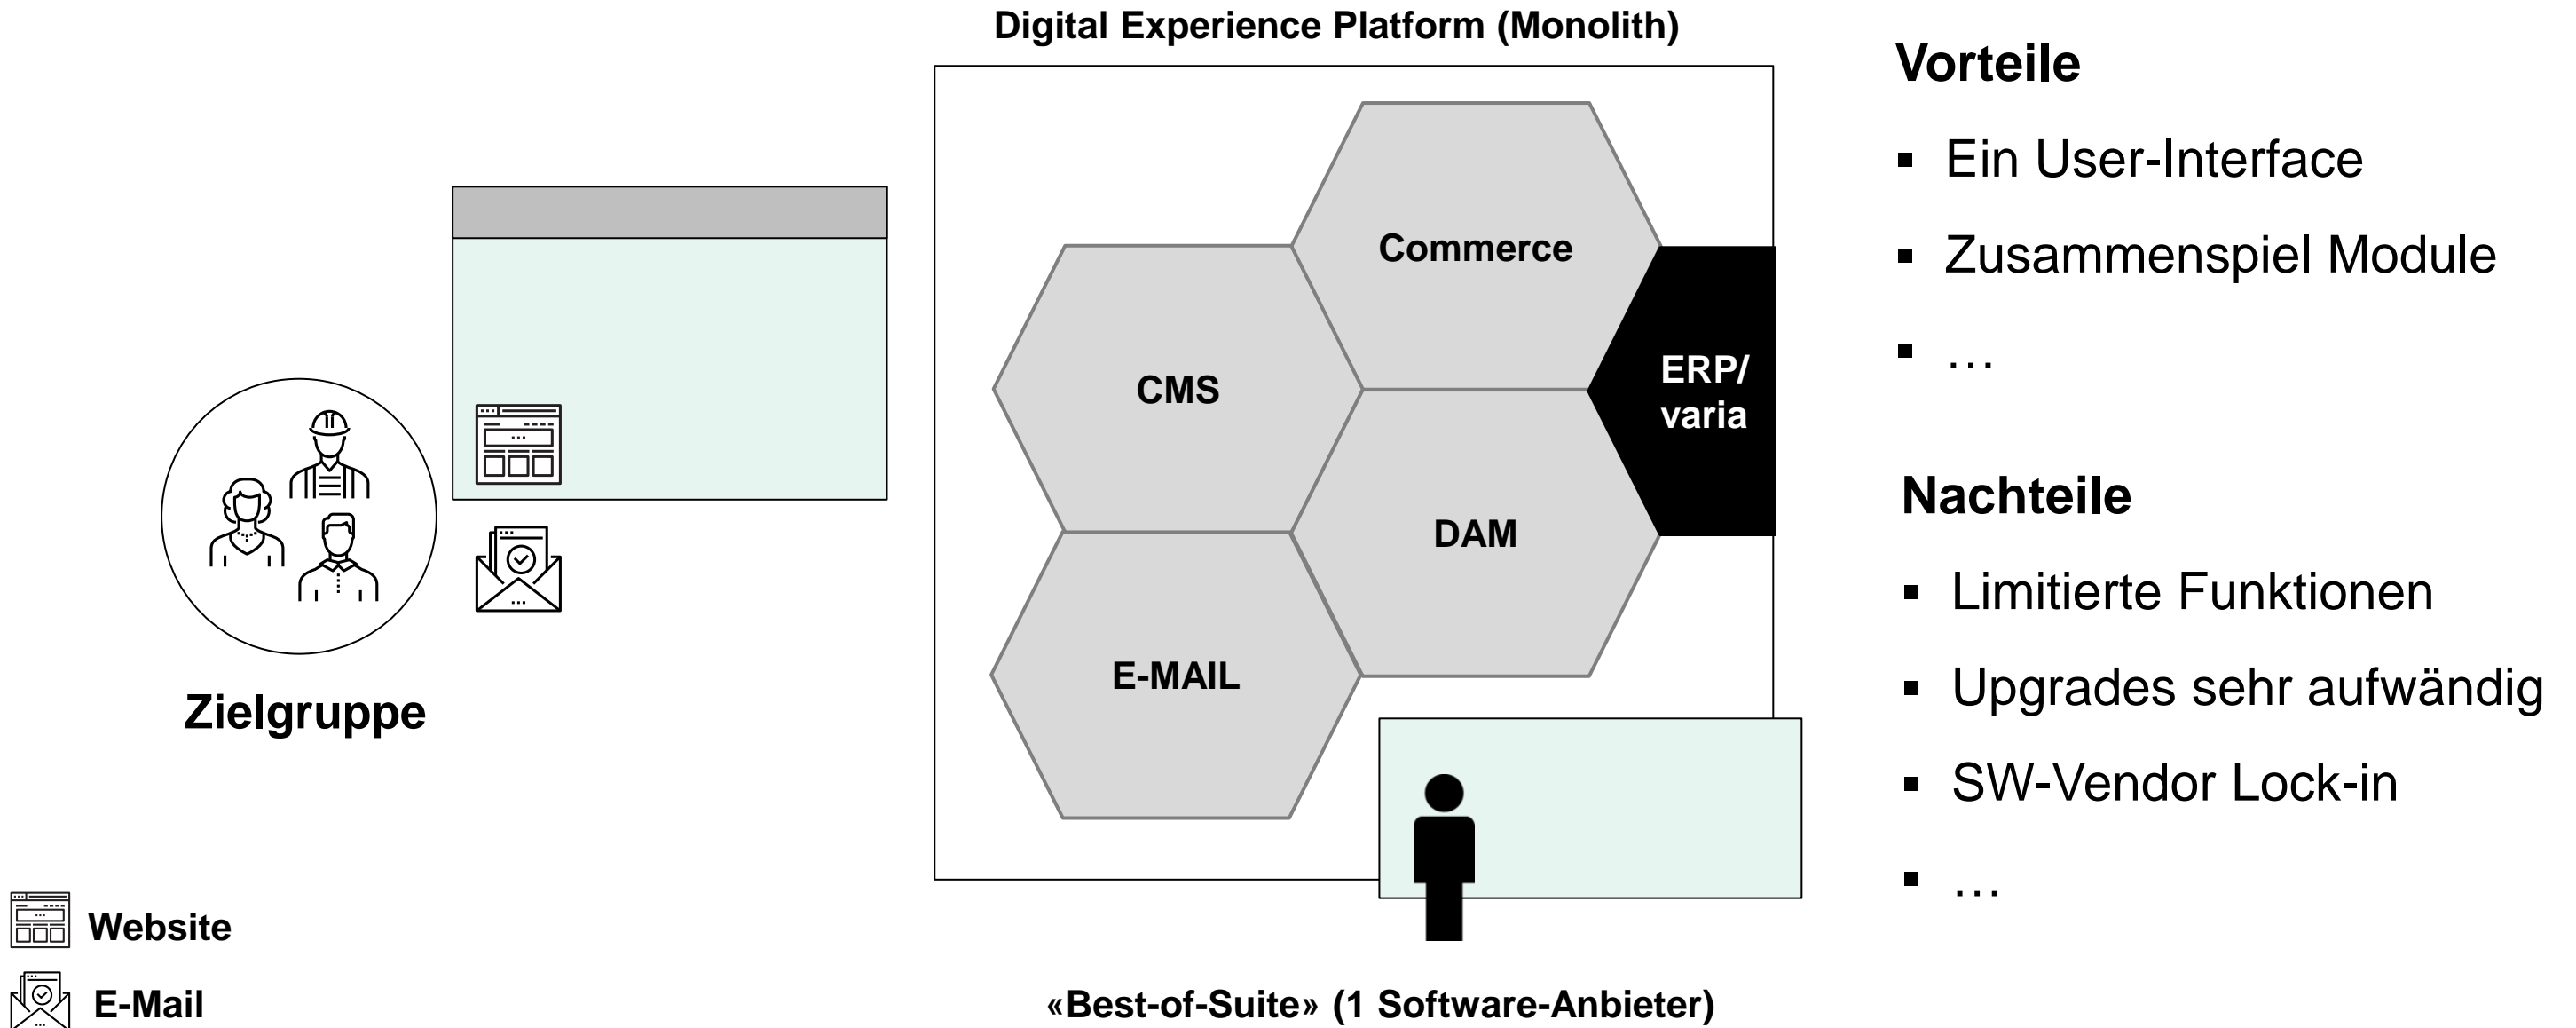 Digital Experience Platform (Monolith)
Commerce
CMS
ERP/
varia
DAM
E-MAIL
Zielgruppe
Website
E-Mail
«Best-of-Suite» (1 Software-Anbieter)
Vorteile
▪ Ein User-Interface
▪ Zusammenspiel Module
▪ …
Nachteile
▪ Limitierte Funktionen
▪ Upgrades sehr aufwändig
▪ SW-Vendor Lock-in
▪ …